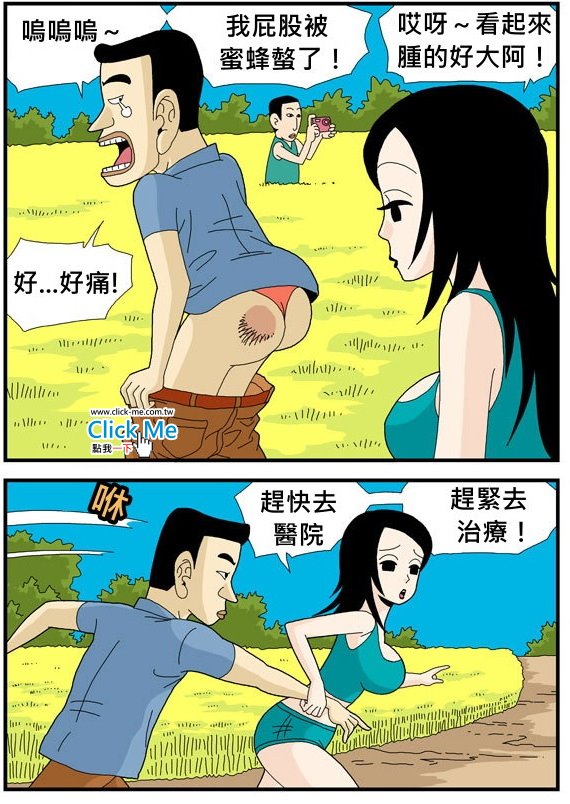 嗚嗚嗚～
我屁股被
蜜蜂螫了！
哎呀～看起來
腫的好大阿！
好...好痛!
www.click-me.com.tw
Click Me
點我一下
咻
趕快去
醫院
趕緊去
治療！